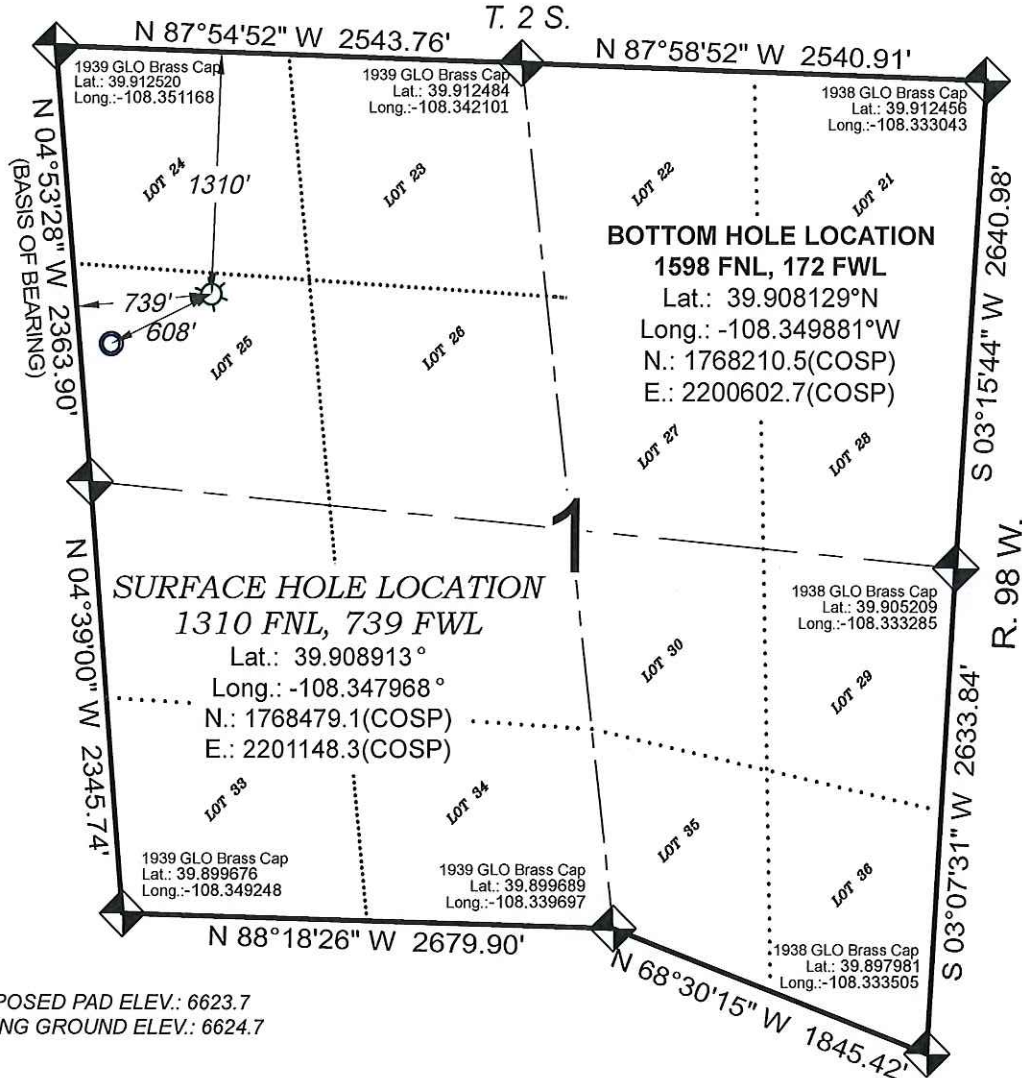 T. 2 S.
N 87°54'52" W 2543.76'
N 87°58'52" W 2540.91'
1939 GLO Brass Cap
Lat.: 39.912520
Long.:-108.351168
1939 GLO Brass Cap
Lat.: 39.912484
Long.:-108.342101
1938 GLO Brass Cap
Lat.: 39.912456
Long.:-108.333043
N 04°53'28" W 2363.90'
(BASIS OF BEARING)
LOT 24
1310'
LOT 23
LOT 22
LOT 21
S 03°15'44" W 2640.98'
BOTTOM HOLE LOCATION
1598 FNL, 172 FWL
Lat.: 39.908129°N
Long.: -108.349881°W
N.: 1768210.5(COSP)
E.: 2200602.7(COSP)
739'
608'
LOT 25
LOT 26
LOT 27
LOT 28
1
R. 98 W.
SURFACE HOLE LOCATION
1310 FNL, 739 FWL
Lat.: 39.908913°
Long.: -108.347968°
N.: 1768479.1(COSP)
E.: 2201148.3(COSP)
1938 GLO Brass Cap
Lat.: 39.905209
Long.:-108.333285
N 04°39'00" W 2345.74'
LOT 30
LOT 29
S 03°07'31" W 2633.84'
LOT 33
LOT 34
LOT 35
LOT 36
1939 GLO Brass Cap
Lat.: 39.899676
Long.:-108.349248
1939 GLO Brass Cap
Lat.: 39.899689
Long.:-108.339697
1938 GLO Brass Cap
Lat.: 39.897981
Long.:-108.333505
N 88°18'26" W 2679.90'
N 68°30'15" W 1845.42'
POSED PAD ELEV.: 6623.7
NG GROUND ELEV.: 6624.7